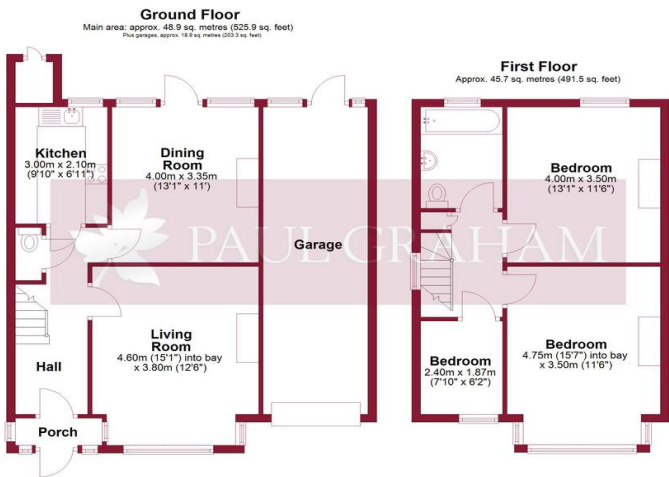 Ground Floor
Main area: approx. 48.9 sq. metres (525.9 sq. feet)
Plus garages, approx. 18.9 sq. metres (203.3 sq. feet)
First Floor
Approx. 45.7 sq. metres (491.5 sq. feet)
Kitchen
3.00m x 2.10m
(9'10" x 6'11")
Dining
Room
4.00m x 3.35m
(13'1" x 11')
Garage
Living
Room
4.60m (15'1") into bay
x 3.80m (12'6")
Hall
Porch
Bedroom
4.00m x 3.50m
(13'1" x 11'6")
Bedroom
2.40m x 1.87m
(7'10" x 6'2")
Bedroom
4.75m (15'7") into bay
x 3.50m (11'6")
PAUL GRAHAM